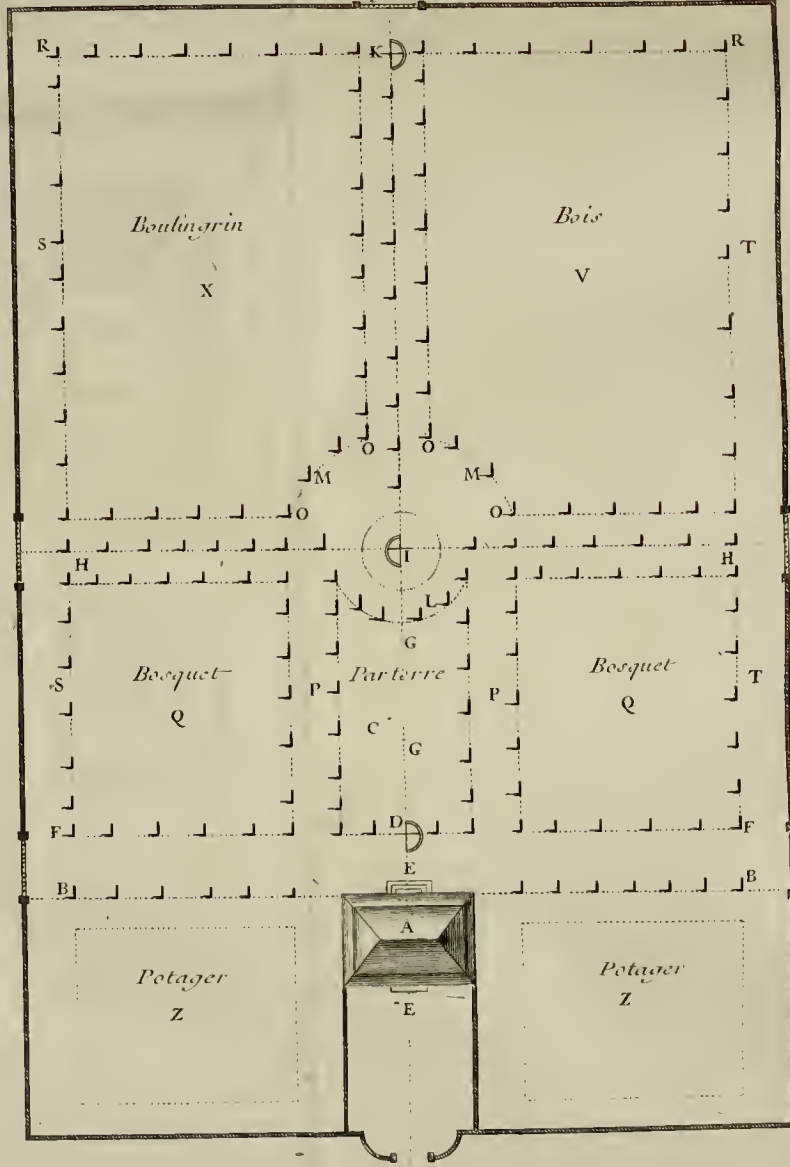 R K R
Boulingrin Bois
S T
X V
O O
M M
O O
I
H H
L
G
Bosquet Parterre Bosquet
S P P T
Q Q
C
G
D
F F
E
B B
A
Potager Potager
Z Z
E